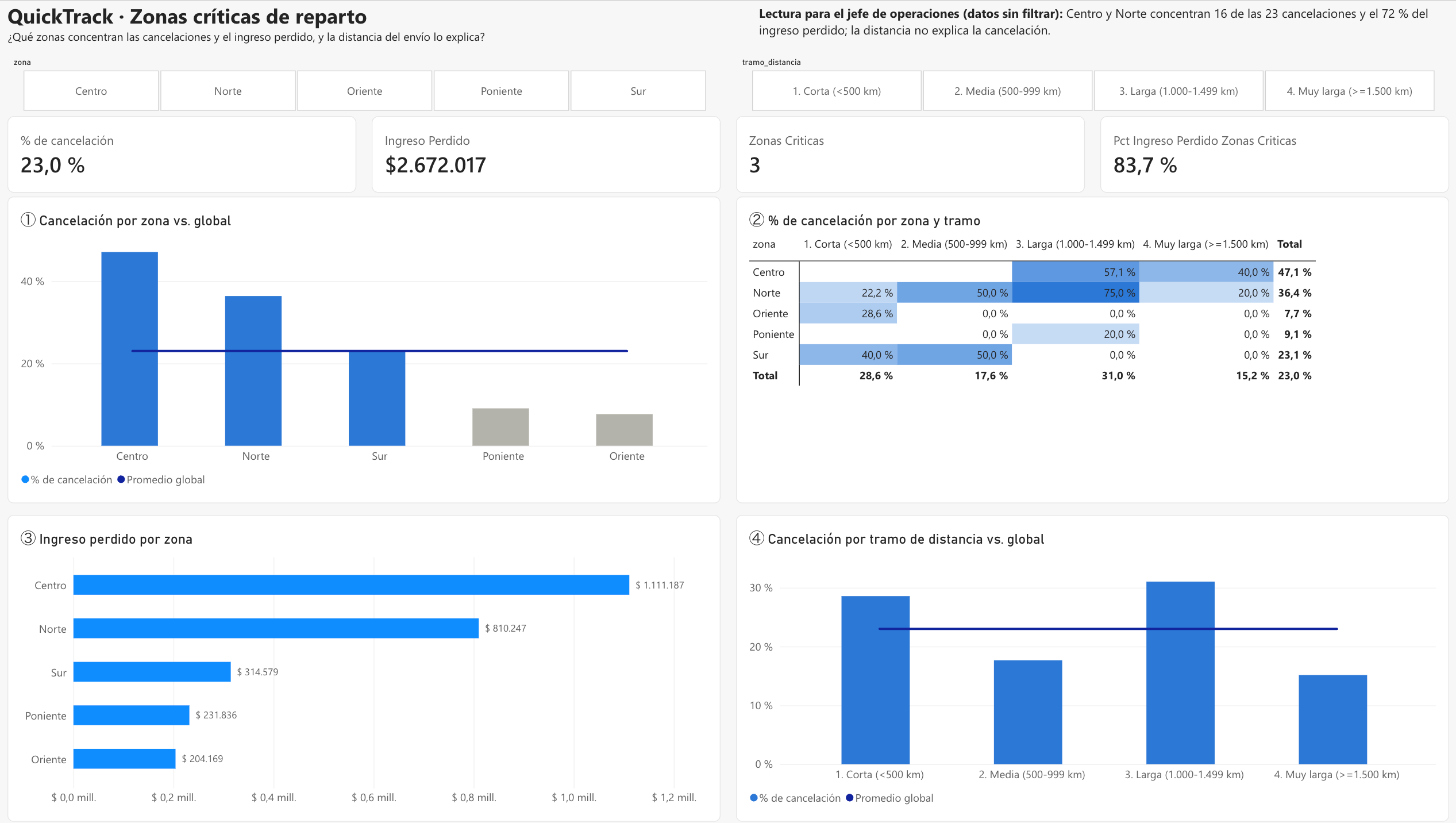 QuickTrack · Zonas críticas de reparto
¿Qué zonas concentran las cancelaciones y el ingreso perdido, y la distancia del envío lo explica?
Lectura para el jefe de operaciones (datos sin filtrar): Centro y Norte concentran 16 de las 23 cancelaciones y el 72 % del
ingreso perdido; la distancia no explica la cancelación.
zona
Centro
Norte
Oriente
Poniente
Sur
tramo_distancia
1. Corta (<500 km)
2. Media (500-999 km)
3. Larga (1.000-1.499 km)
4. Muy larga (>=1.500 km)
% de cancelación
23,0 %
Ingreso Perdido
$2.672.017
Zonas Criticas
3
Pct Ingreso Perdido Zonas Criticas
83,7 %
① Cancelación por zona vs. global
40 %
20 %
0 %
Centro
Norte
Sur
Poniente
Oriente
% de cancelación
Promedio global
② % de cancelación por zona y tramo
zona 1. Corta (<500 km) 2. Media (500-999 km) 3. Larga (1.000-1.499 km) 4. Muy larga (>=1.500 km) Total
Centro 57,1 % 40,0 % 47,1 %
Norte 22,2 % 50,0 % 75,0 % 20,0 % 36,4 %
Oriente 28,6 % 0,0 % 0,0 % 0,0 % 7,7 %
Poniente 0,0 % 20,0 % 0,0 % 9,1 %
Sur 40,0 % 50,0 % 0,0 % 0,0 % 23,1 %
Total 28,6 % 17,6 % 31,0 % 15,2 % 23,0 %
③ Ingreso perdido por zona
Centro $ 1.111.187
Norte $ 810.247
Sur $ 314.579
Poniente $ 231.836
Oriente $ 204.169
$ 0,0 mill.
$ 0,2 mill.
$ 0,4 mill.
$ 0,6 mill.
$ 0,8 mill.
$ 1,0 mill.
$ 1,2 mill.
④ Cancelación por tramo de distancia vs. global
30 %
20 %
10 %
0 %
1. Corta (<500 km)
2. Media (500-999 km)
3. Larga (1.000-1.499 km)
4. Muy larga (>=1.500 km)
% de cancelación
Promedio global